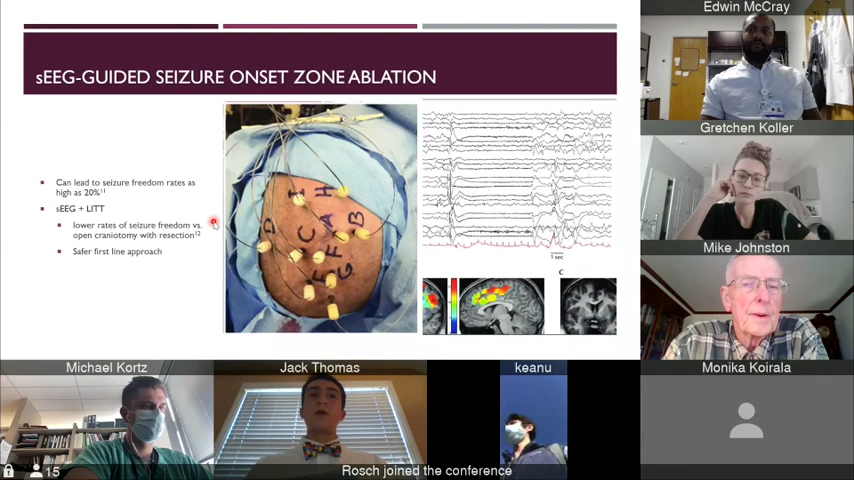 sEEG-GUIDED SEIZURE ONSET ZONE ABLATION
Can lead to seizure freedom rates as
high as 20%¹¹
sEEG + LITT
lower rates of seizure freedom vs.
open craniotomy with resection¹²
Safer first line approach
I
H
D
A
B
C
F
E
G
1 sec
C
Edwin McCray
Gretchen Koller
Mike Johnston
Michael Kortz
Jack Thomas
keanu
Monika Koirala
15
Rosch joined the conference